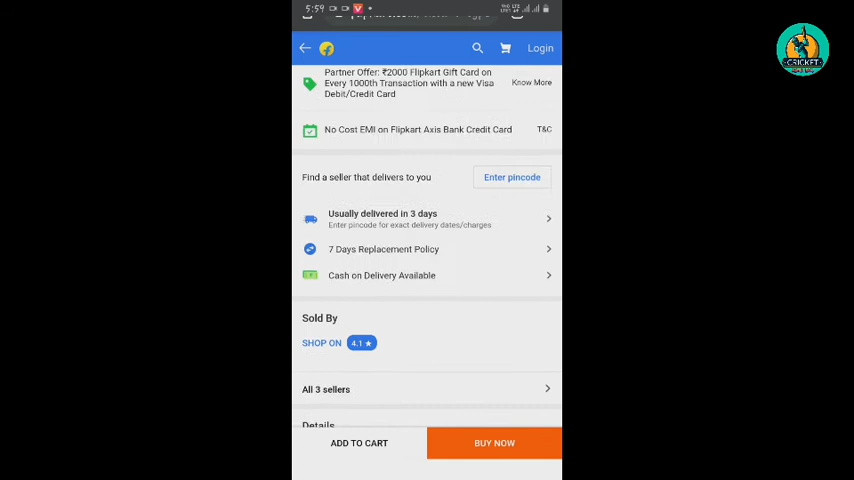 5:59
Login
Partner Offer: ₹2000 Flipkart Gift Card on
Every 1000th Transaction with a new Visa
Debit/Credit Card
Know More
No Cost EMI on Flipkart Axis Bank Credit Card
T&C
Find a seller that delivers to you
Enter pincode
Usually delivered in 3 days
Enter pincode for exact delivery dates/charges
7 Days Replacement Policy
Cash on Delivery Available
Sold By
SHOP ON
4.1 ★
All 3 sellers
Details
ADD TO CART
BUY NOW
CRICKET